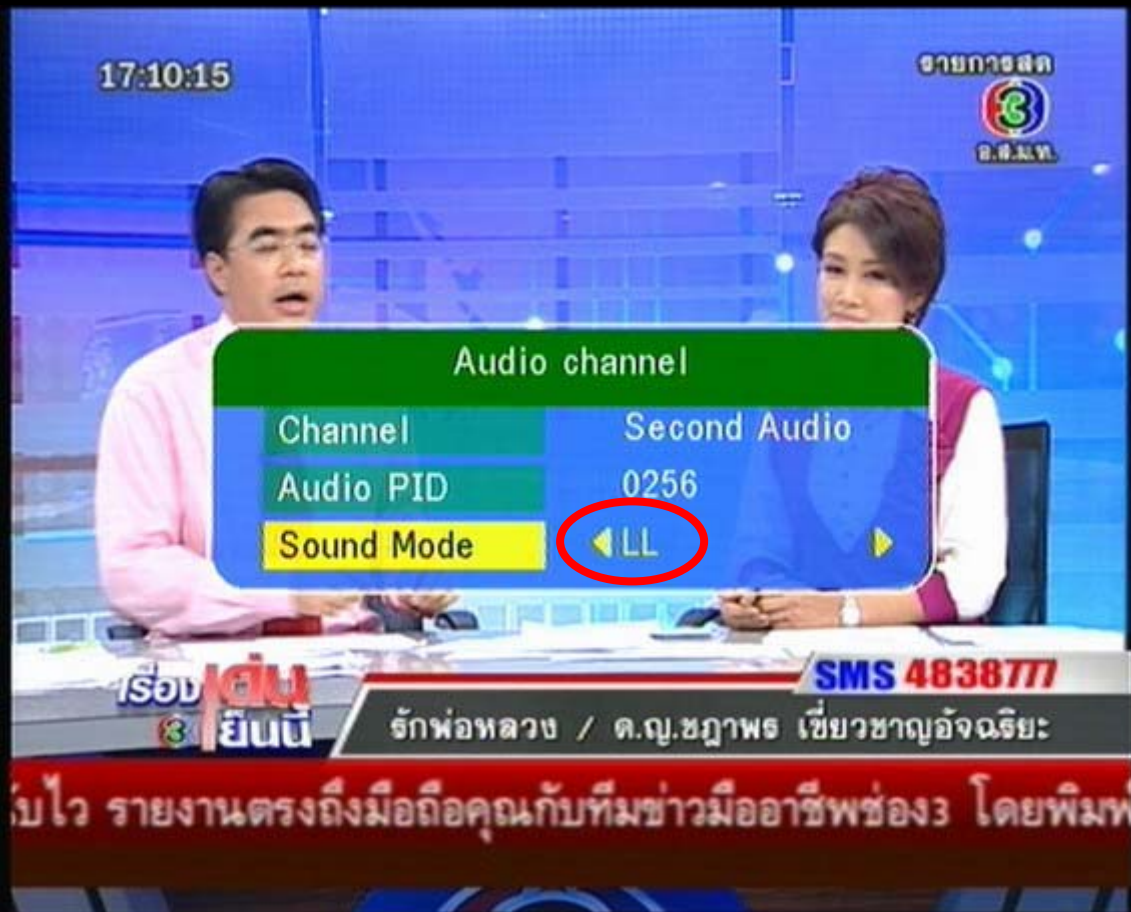 17:10:15
รายการสด
3
อ.ส.ม.ท.
Audio channel
Channel Second Audio
Audio PID 0256
Sound Mode LL
SMS 4838777
เรื่องเด่น
3 เย็นนี้
รักพ่อหลวง / ด.ญ.ชฎาพร เชี่ยวชาญอัจฉริยะ
รายงานตรงถึงมือถือคุณกับทีมข่าวมืออาชีพช่อง3 โดยพิมพ์